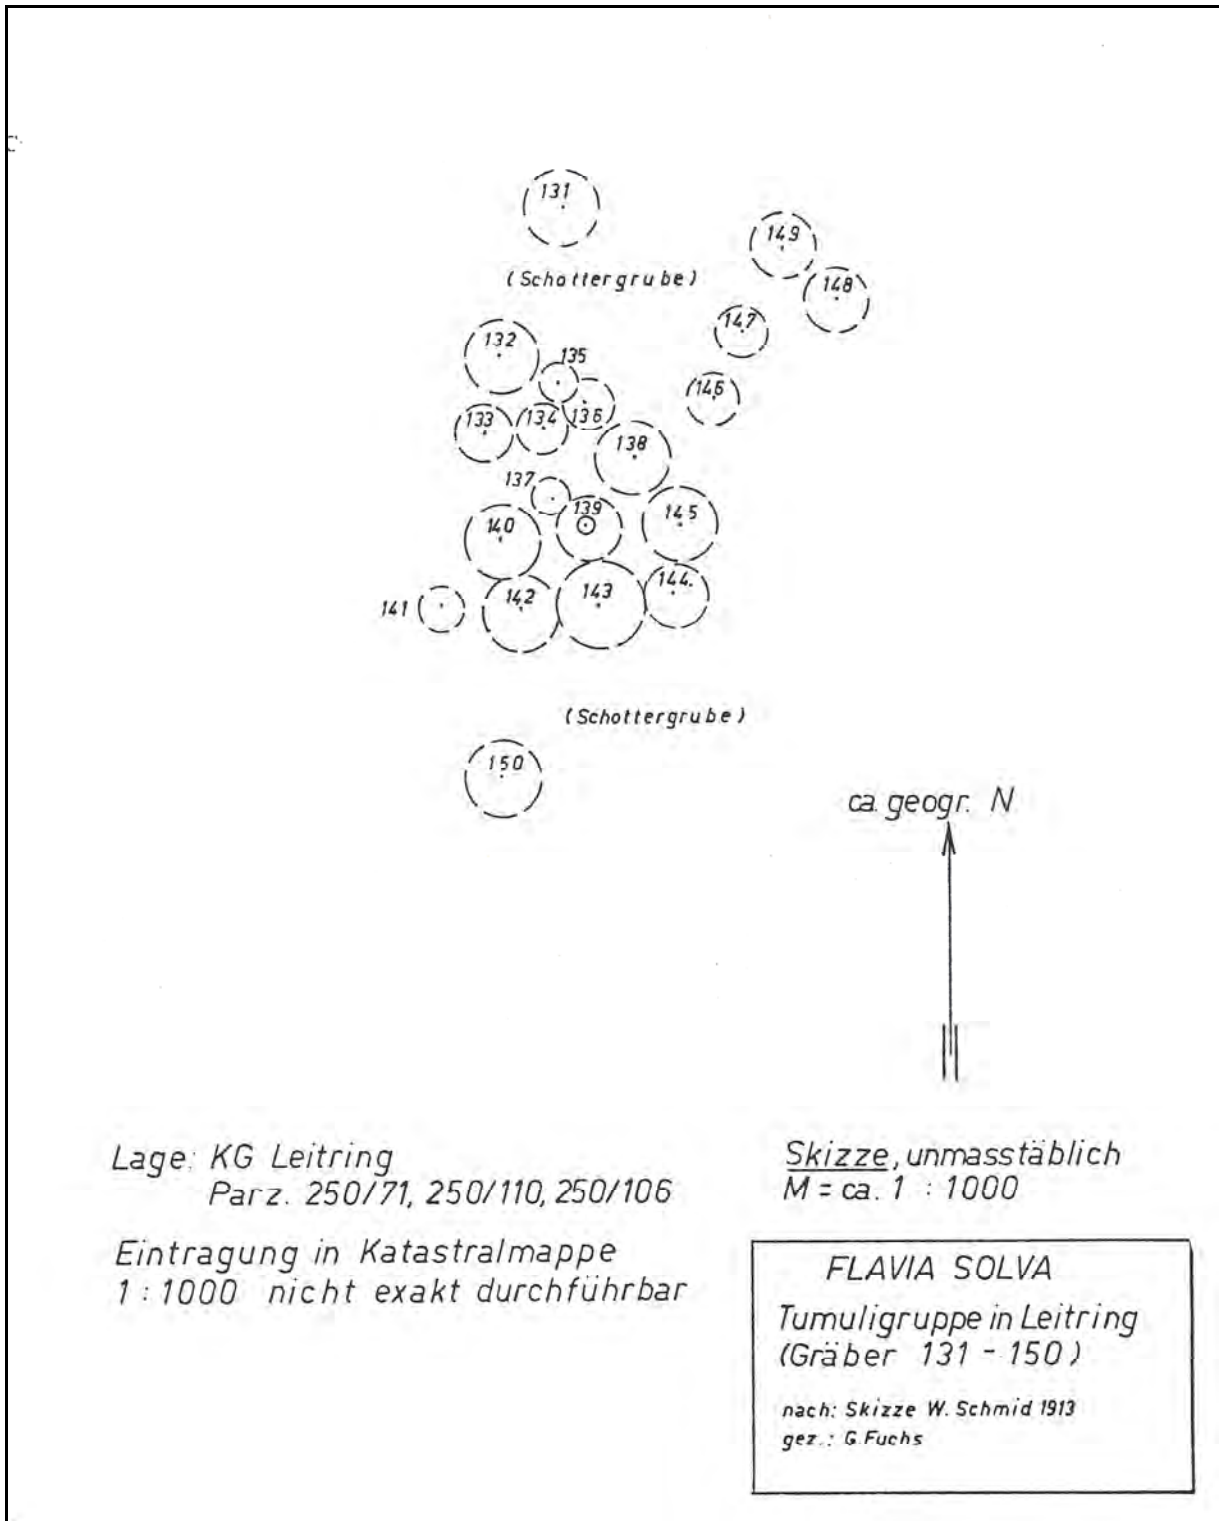 131
149
(Schottergrube)
148
147
132
135
146
133
134
136
138
137
139
145
140
144.
143
142
141
(Schottergrube)
150
ca. geogr. N
Lage: KG Leitring
Parz. 250/71, 250/110, 250/106
Eintragung in Katastralmappe
1 : 1000 nicht exakt durchführbar
Skizze, unmasstäblich
M = ca. 1 : 1000
FLAVIA SOLVA
Tumuligruppe in Leitring
(Gräber 131 - 150)
nach: Skizze W. Schmid 1913
gez.: G. Fuchs